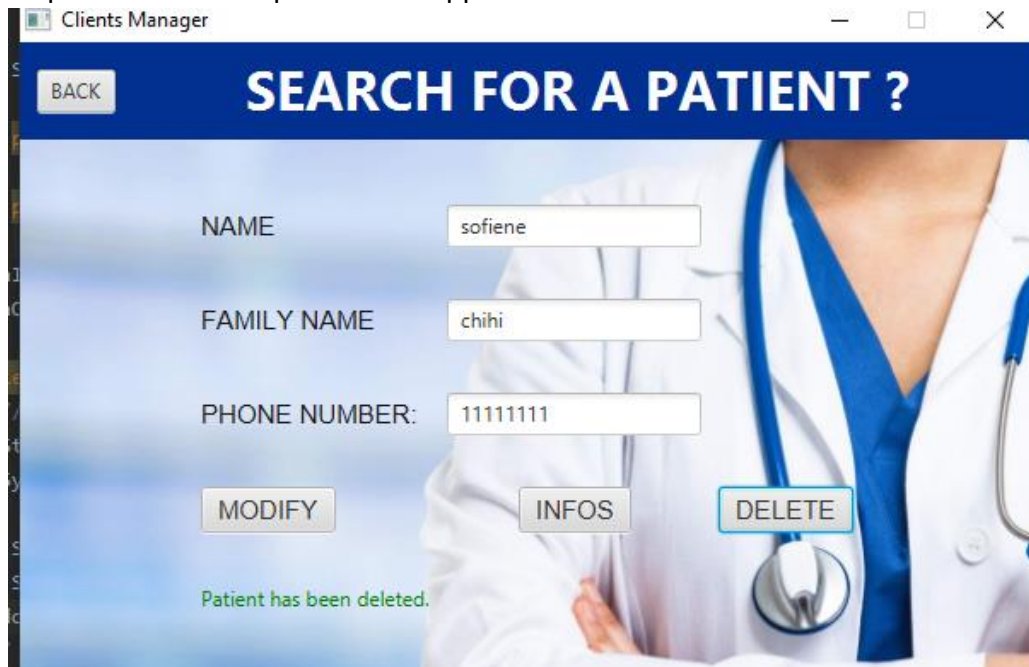 Clients Manager
BACK
SEARCH FOR A PATIENT ?
NAME
sofiene
FAMILY NAME
chihi
PHONE NUMBER:
11111111
MODIFY INFOS DELETE
Patient has been deleted.